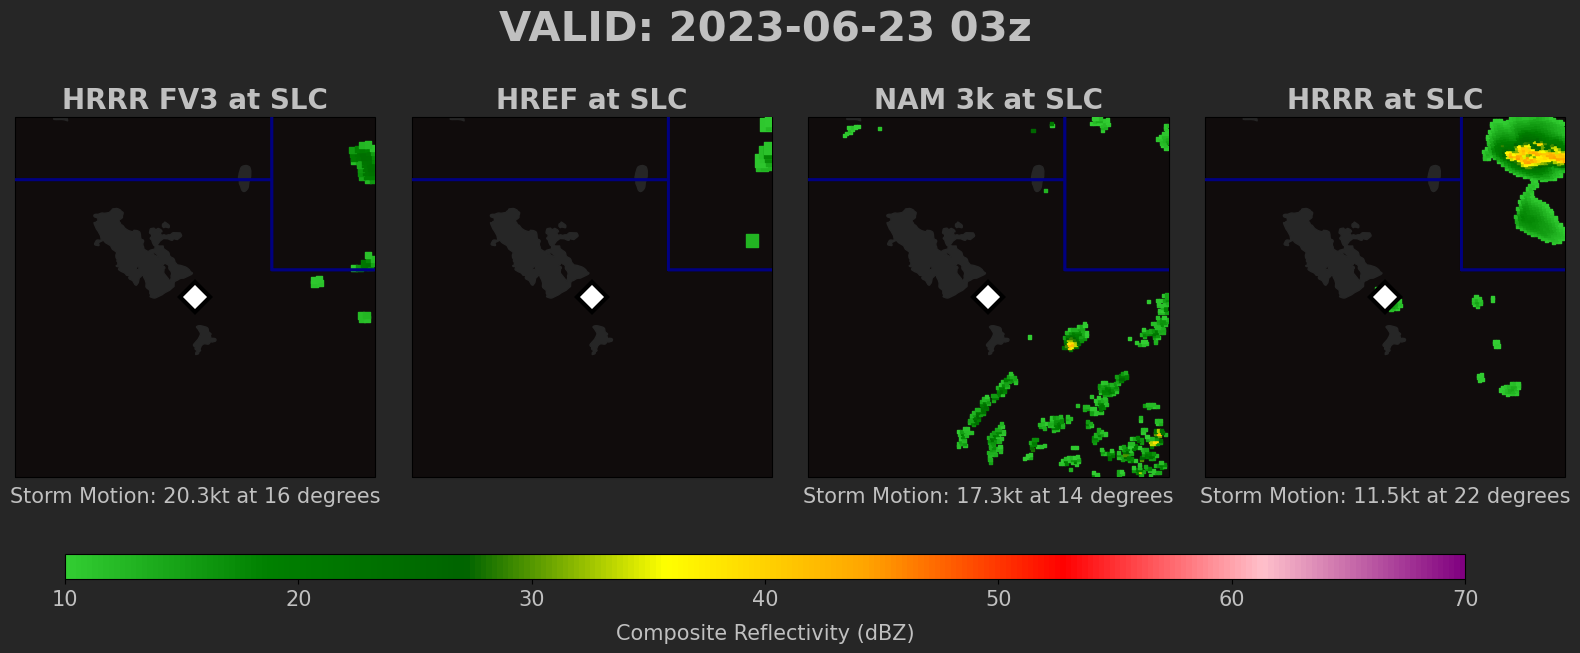 VALID: 2023-06-23 03z
HRRR FV3 at SLC
HREF at SLC
NAM 3k at SLC
HRRR at SLC
Storm Motion: 20.3kt at 16 degrees
Storm Motion: 17.3kt at 14 degrees
Storm Motion: 11.5kt at 22 degrees
10 20 30 40 50 60 70
Composite Reflectivity (dBZ)